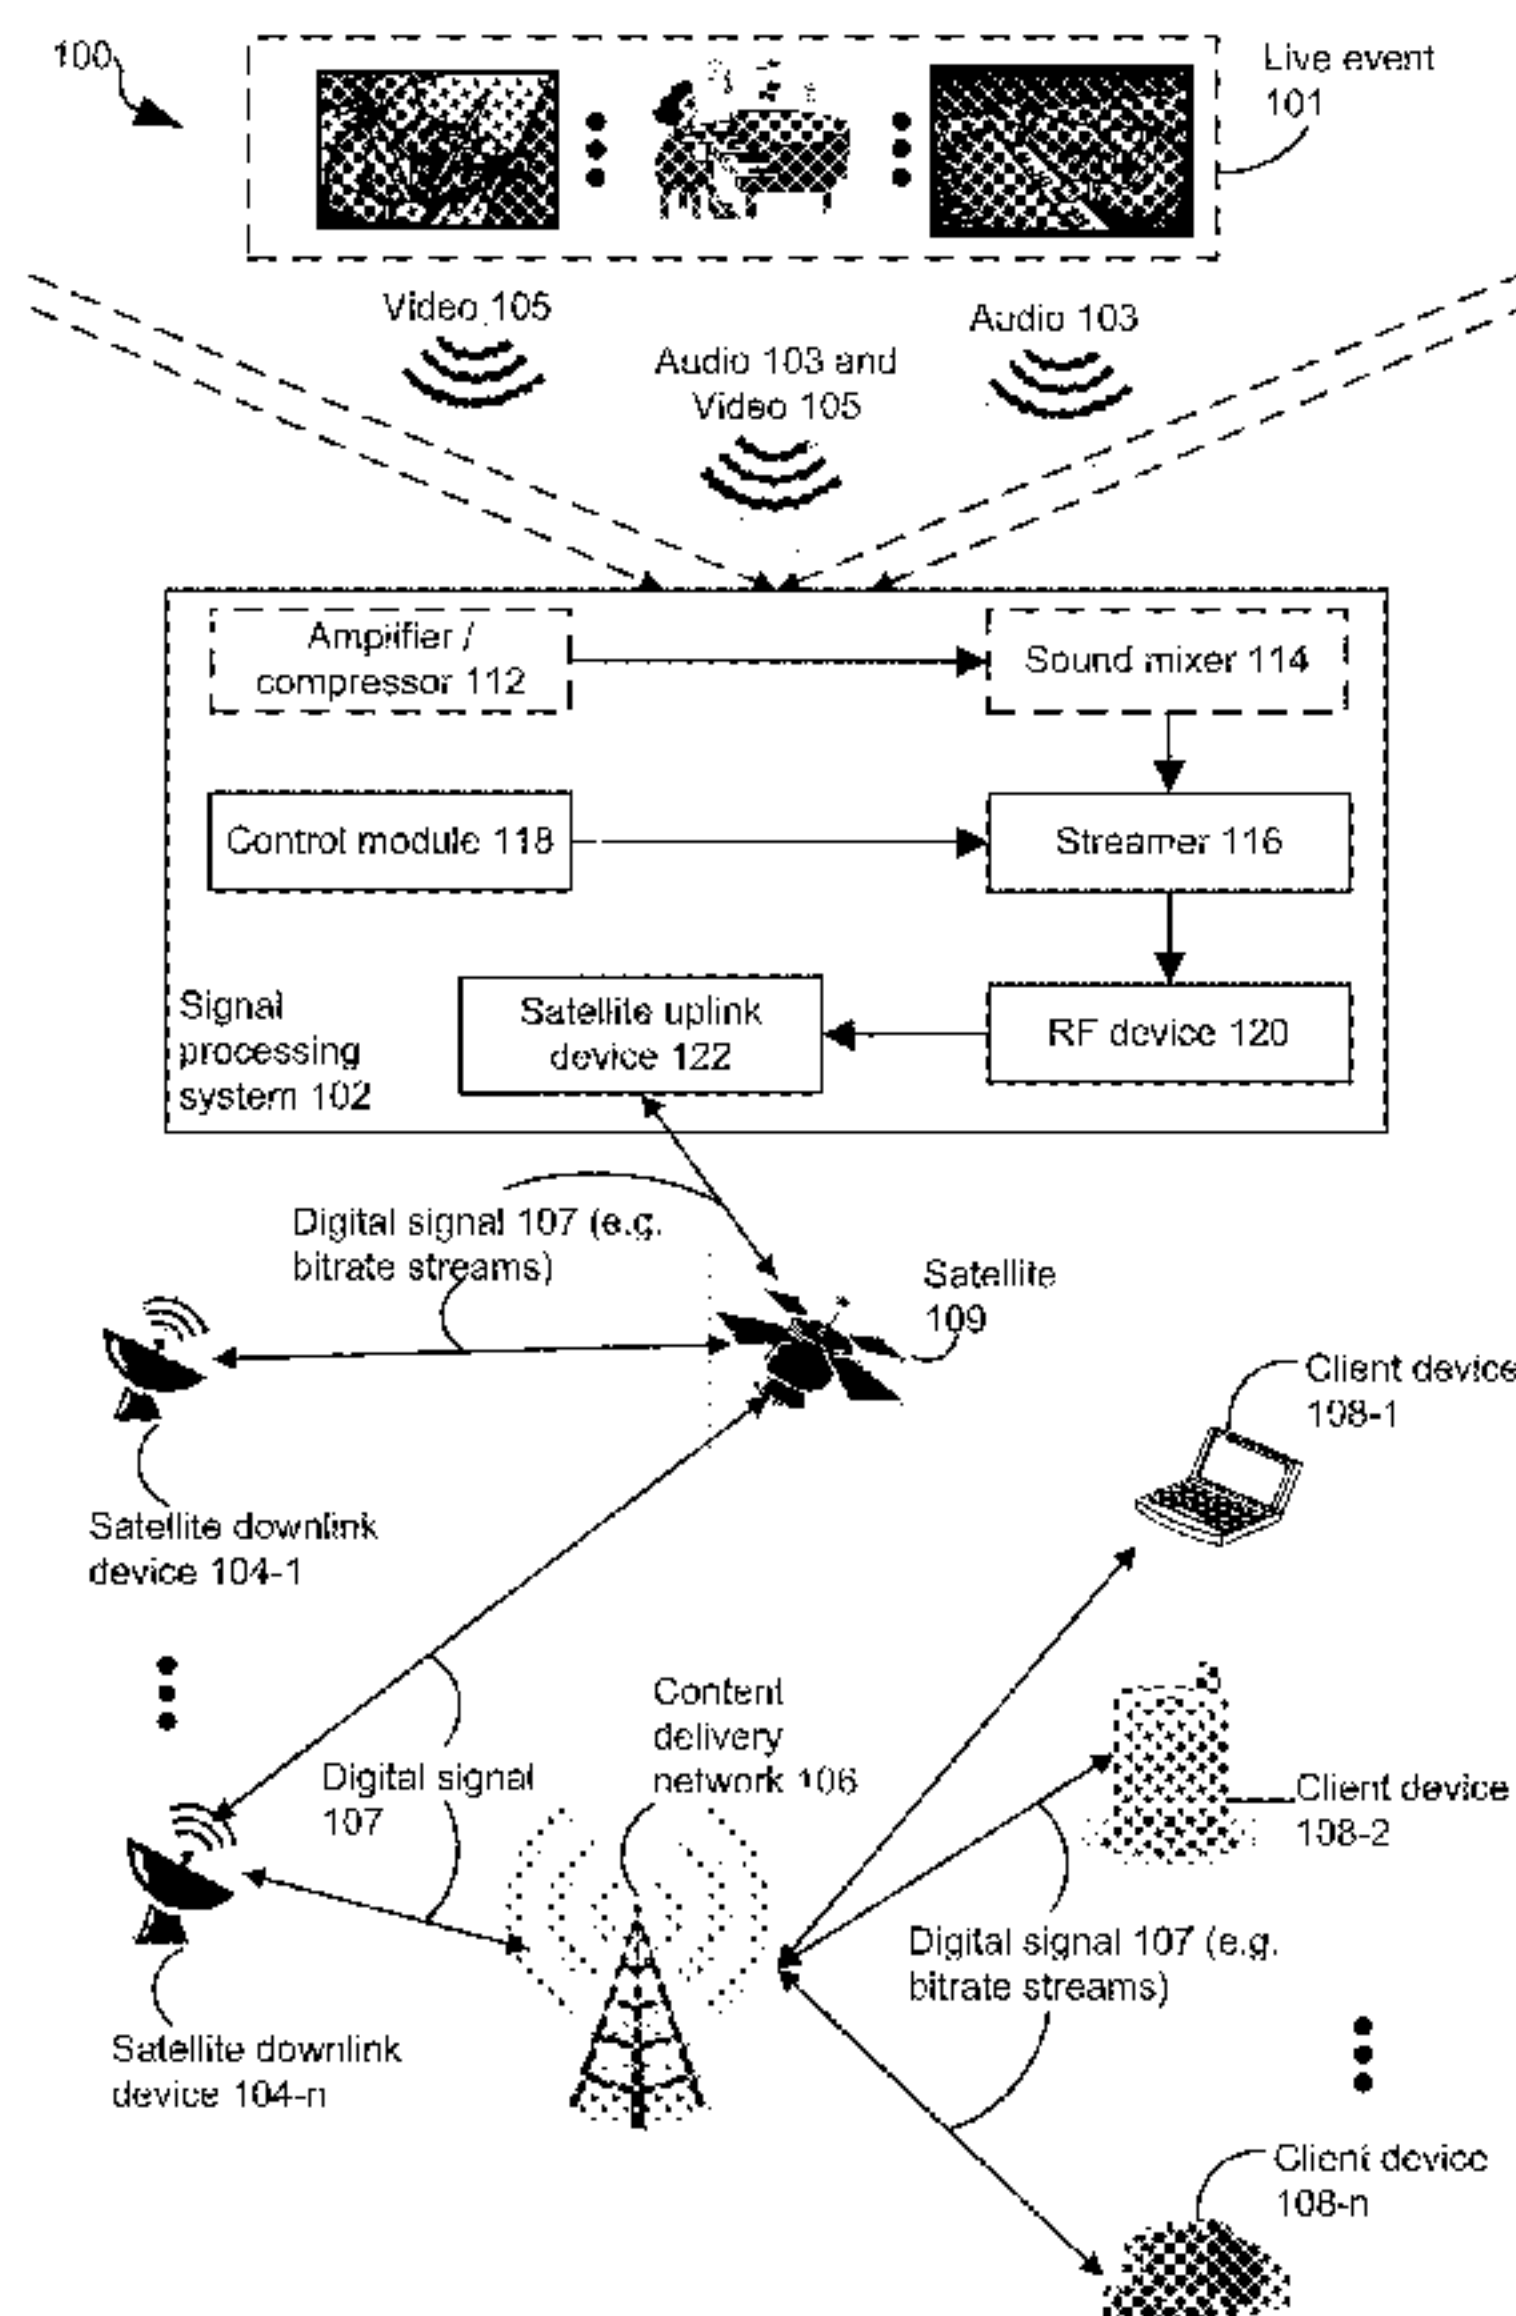 100
Live event
101
Video 105
Audio 103
Audio 103 and
Video 105
Amplifier /
compressor 112
Sound mixer 114
Control module 118
Streamer 116
Signal
processing
system 102
Satellite uplink
device 122
RF device 120
Digital signal 107 (e.g.
bitrate streams)
Satellite
109
Client device
108-1
Satellite downlink
device 104-1
Content
delivery
network 106
Digital signal
107
Client device
108-2
Digital signal 107 (e.g.
bitrate streams)
Satellite downlink
device 104-n
Client device
108-n